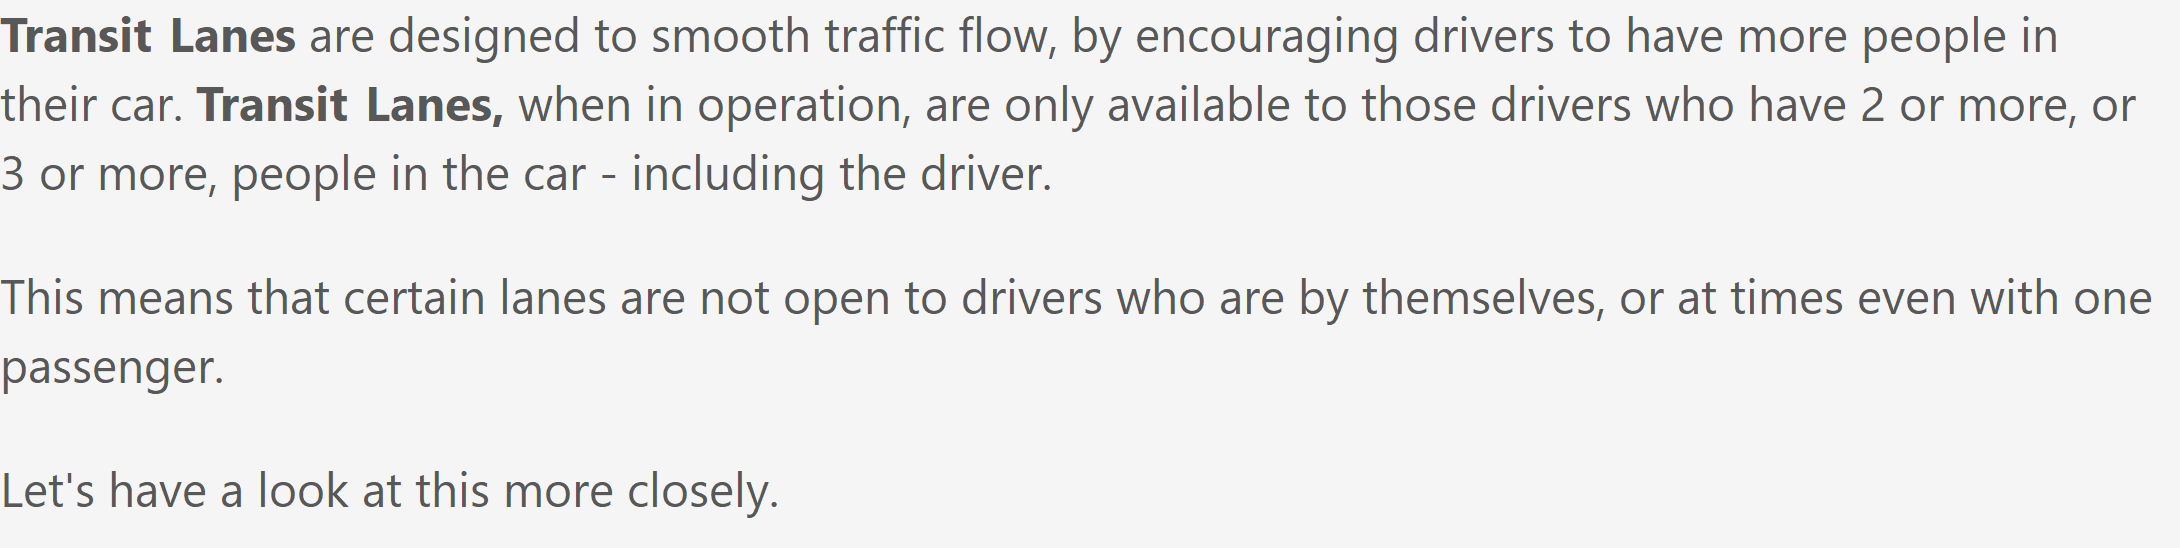 Transit Lanes are designed to smooth traffic flow, by encouraging drivers to have more people in
their car. Transit Lanes, when in operation, are only available to those drivers who have 2 or more, or
3 or more, people in the car - including the driver.
This means that certain lanes are not open to drivers who are by themselves, or at times even with one
passenger.
Let's have a look at this more closely.